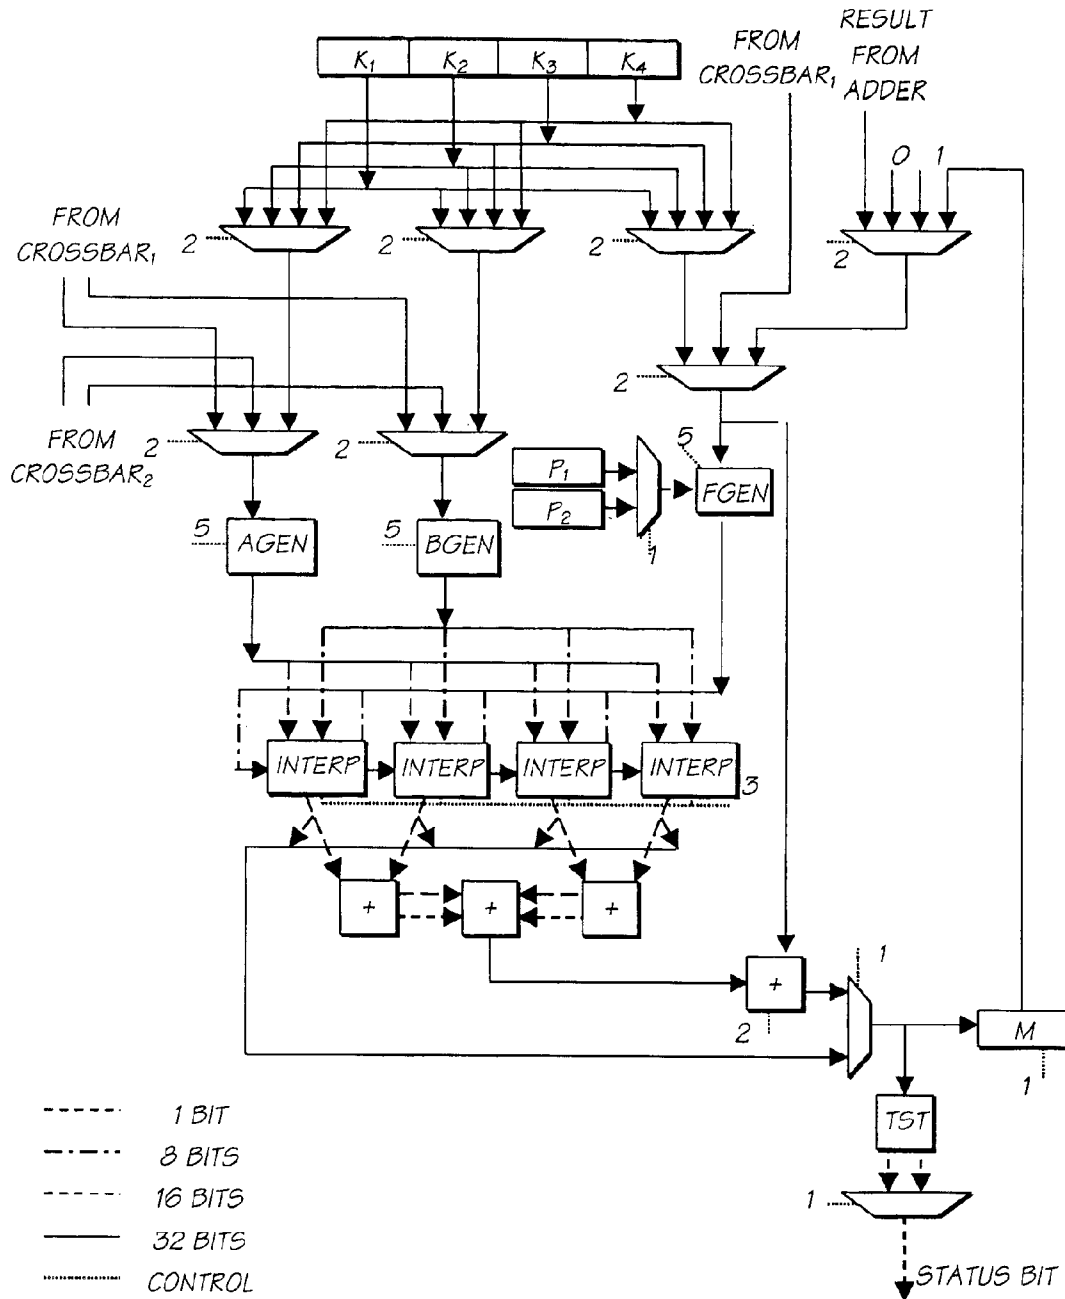 RESULT
FROM
ADDER
FROM
CROSSBAR1
K1 K2 K3 K4
0 1
FROM
CROSSBAR1
2 2 2 2
2
FROM
CROSSBAR2
2 2
5
P1
P2
FGEN
1
5 AGEN
5 BGEN
INTERP INTERP INTERP INTERP 3
+ + +
1
+
2
M
1
TST
1
STATUS BIT
1 BIT
8 BITS
16 BITS
32 BITS
CONTROL